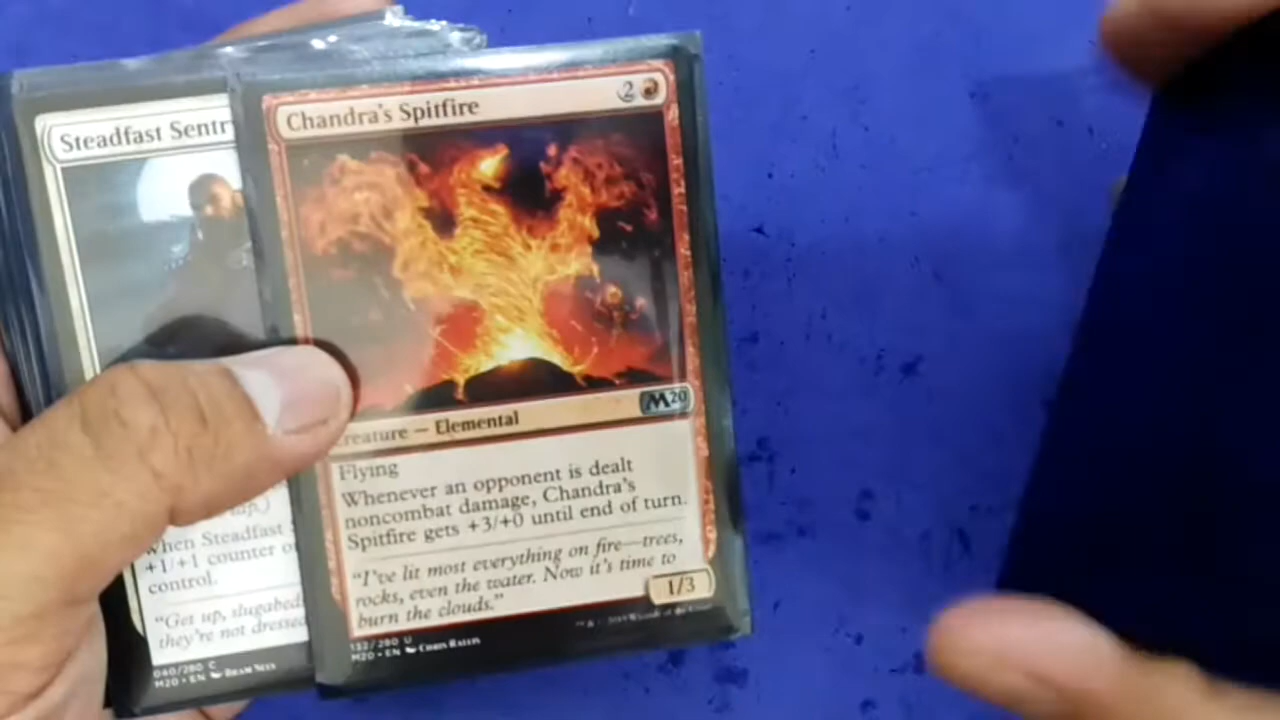 Steadfast Sentry
when Steadfast
+1/+1 counter
control.
"Get up, slugabed
they're not dressed
040/280 C
M20 • EN
Chandra's Spitfire
2
Creature — Elemental
M20
Flying
Whenever an opponent is dealt
noncombat damage, Chandra's
Spitfire gets +3/+0 until end of turn.
"I've lit most everything on fire—trees,
rocks, even the water. Now it's time to
burn the clouds."
1/3
132/280 U
M20 • EN Chris Rallis